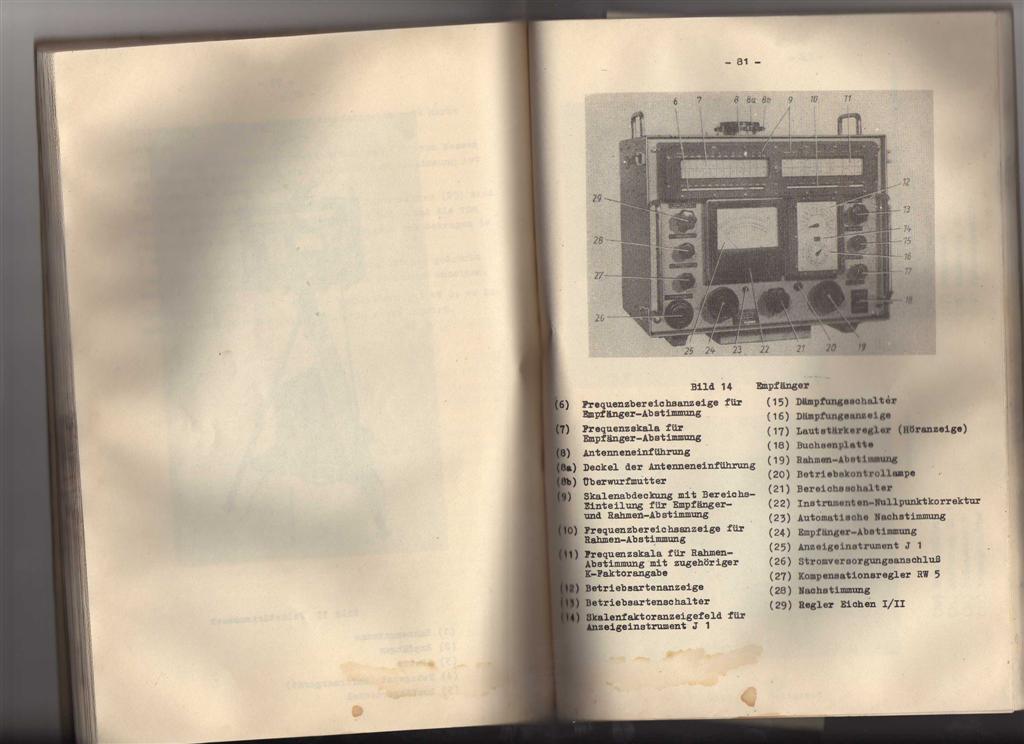 - 81 -
6 7 8 8a 8b 9 10 11
12
13
14
15
16
17
18
29
28
27
26
25 24 23 22 21 20 19
Bild 14 Empfänger
(6) Frequenzbereichsanzeige für
Empfänger-Abstimmung
(7) Frequenzskala für
Empfänger-Abstimmung
(8) Antenneneinführung
(8a) Deckel der Antenneneinführung
(8b) Überwurfmutter
(9) Skalenabdeckung mit Bereichs-
Einteilung für Empfänger-
und Rahmen-Abstimmung
(10) Frequenzbereichsanzeige für
Rahmen-Abstimmung
(11) Frequenzskala für Rahmen-
Abstimmung mit zugehöriger
K-Faktorangabe
(12) Betriebsartenanzeige
(13) Betriebsartenschalter
(14) Skalenfaktoranzeigefeld für
Anzeigeinstrument J 1
(15) Dämpfungsschalter
(16) Dämpfungsanzeige
(17) Lautstärkeregler (Höranzeige)
(18) Buchsenplatte
(19) Rahmen-Abstimmung
(20) Betriebskontrollampe
(21) Bereichsschalter
(22) Instrumenten-Nullpunktkorrektur
(23) Automatische Nachstimmung
(24) Empfänger-Abstimmung
(25) Anzeigeinstrument J 1
(26) Stromversorgungsanschluß
(27) Kompensationsregler RW 5
(28) Nachstimmung
(29) Regler Eichen I/II